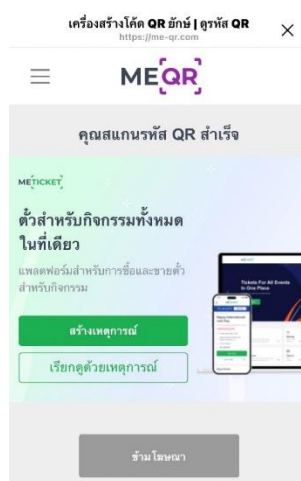 เครื่องสร้างโค้ด QR ยักษ์ | ดูรหัส QR
https://me-qr.com
MEQR
คุณสแกนรหัส QR สำเร็จ
METICKET
ตั๋วสำหรับกิจกรรมทั้งหมด
ในที่เดียว
แพลตฟอร์มสำหรับการซื้อและขายตั๋ว
สำหรับกิจกรรม
สร้างเหตุการณ์
เรียกดูด้วยเหตุการณ์
Tickets For All Events
In One Place
ข้ามโฆษณา